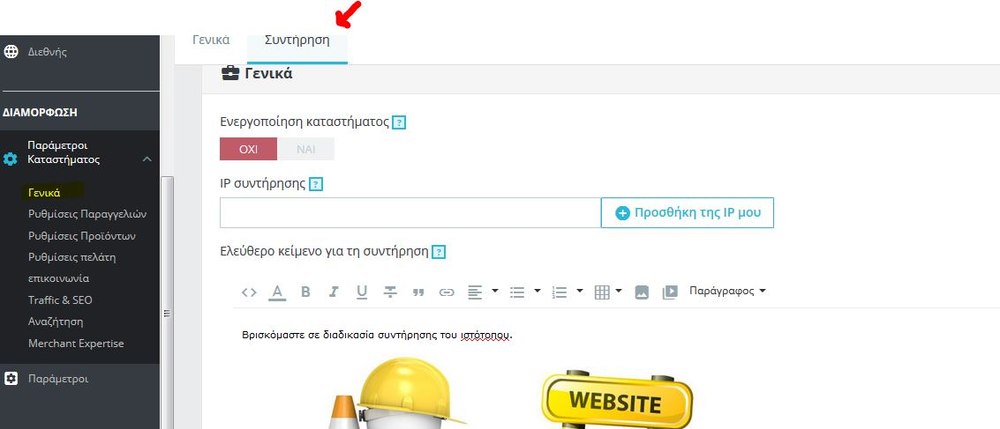 Γενικά
Συντήρηση
Διεθνής
ΔΙΑΜΟΡΦΩΣΗ
Παράμετροι
Καταστήματος
Γενικά
Ρυθμίσεις Παραγγελιών
Ρυθμίσεις Προϊόντων
Ρυθμίσεις πελάτη
επικοινωνία
Traffic & SEO
Αναζήτηση
Merchant Expertise
Παράμετροι
Γενικά
Ενεργοποίηση καταστήματος ?
ΟΧΙ ΝΑΙ
IP συντήρησης ?
Προσθήκη της IP μου
Ελεύθερο κείμενο για τη συντήρηση ?
Παράγραφος
Βρισκόμαστε σε διαδικασία συντήρησης του ιστότοπου.
WEBSITE